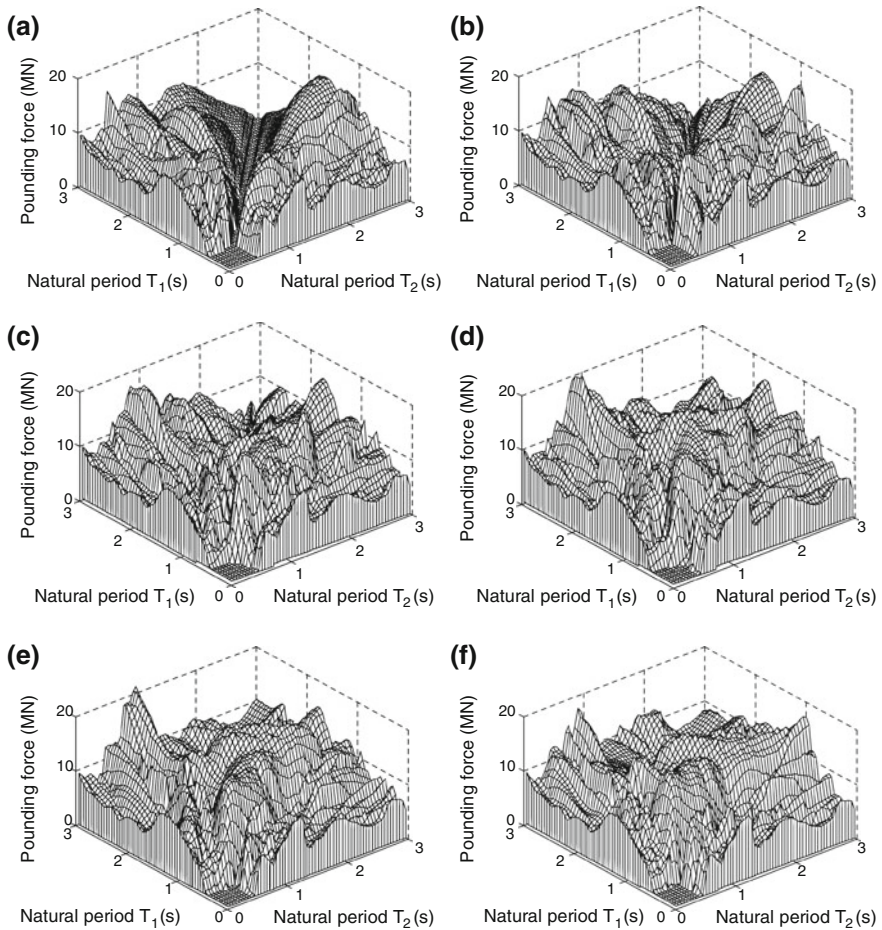 (a)
Pounding force (MN)
20
10
0
3
2
1
0
Natural period T₁(s)
0
1
2
3
Natural period T₂(s)
(b)
Pounding force (MN)
20
10
0
3
2
1
0
Natural period T₁(s)
0
1
2
3
Natural period T₂(s)
(c)
Pounding force (MN)
20
10
0
3
2
1
0
Natural period T₁(s)
0
1
2
3
Natural period T₂(s)
(d)
Pounding force (MN)
20
10
0
3
2
1
0
Natural period T₁(s)
0
1
2
3
Natural period T₂(s)
(e)
Pounding force (MN)
20
10
0
3
2
1
0
Natural period T₁(s)
0
1
2
3
Natural period T₂(s)
(f)
Pounding force (MN)
20
10
0
3
2
1
0
Natural period T₁(s)
0
1
2
3
Natural period T₂(s)